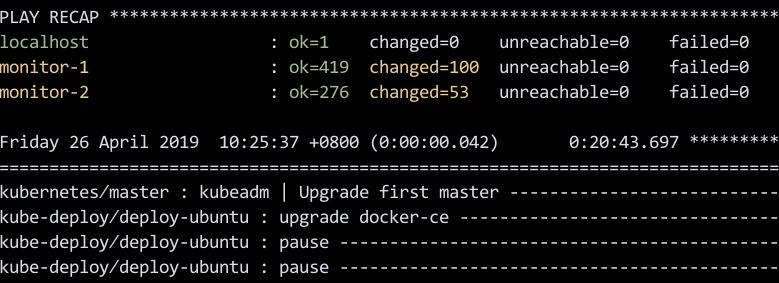 PLAY RECAP *******************************************************************
localhost                  : ok=1    changed=0    unreachable=0    failed=0
monitor-1                  : ok=419  changed=100  unreachable=0    failed=0
monitor-2                  : ok=276  changed=53   unreachable=0    failed=0
Friday 26 April 2019  10:25:37 +0800 (0:00:00.042)       0:20:43.697 *********
==============================================================================
kubernetes/master : kubeadm | Upgrade first master ---------------------------
kube-deploy/deploy-ubuntu : upgrade docker-ce --------------------------------
kube-deploy/deploy-ubuntu : pause --------------------------------------------
kube-deploy/deploy-ubuntu : pause --------------------------------------------